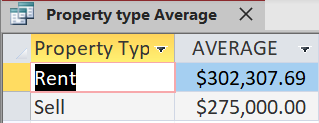 Property type Average
Property Typ AVERAGE
Rent $302,307.69
Sell $275,000.00